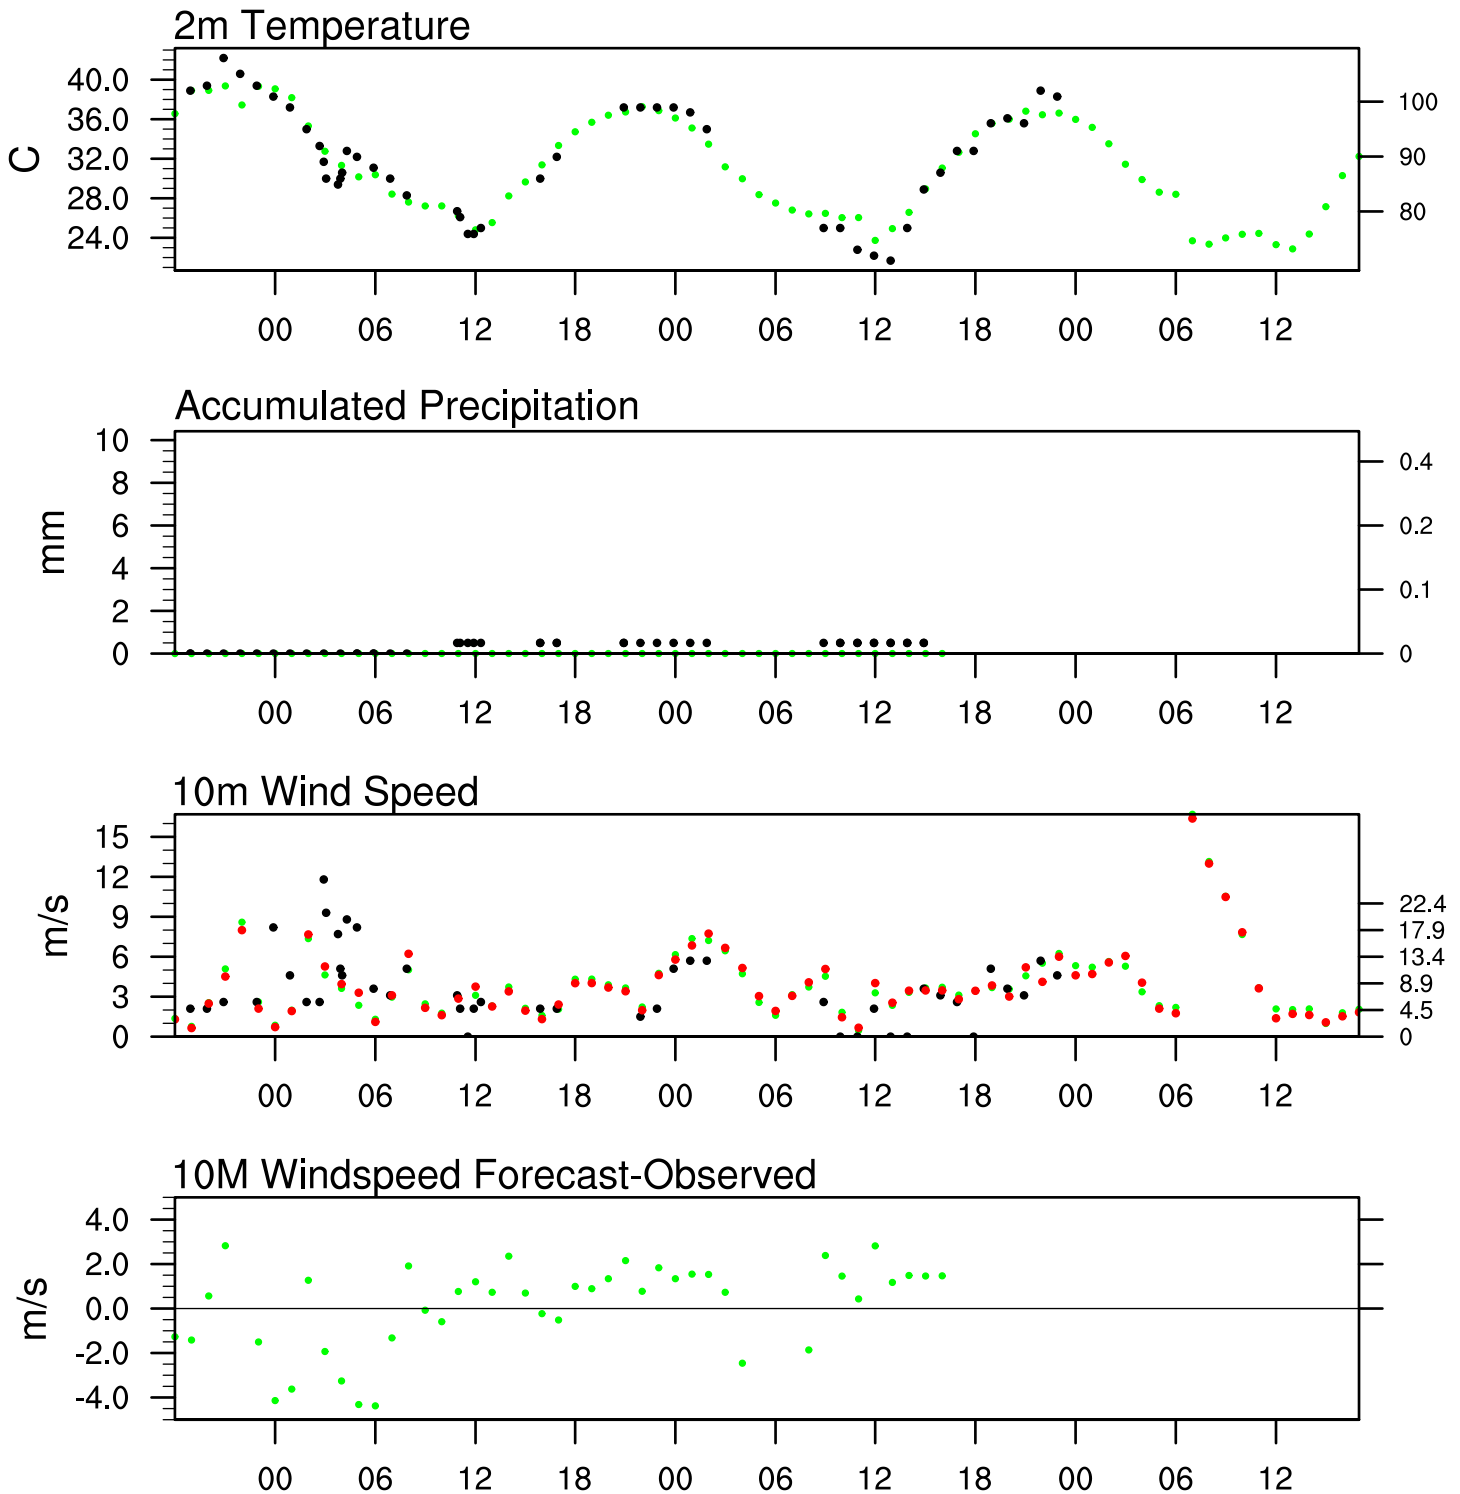 2m Temperature
40.0
36.0
32.0
28.0
24.0
C
100
90
80
00 06 12 18 00 06 12 18 00 06 12
Accumulated Precipitation
10
8
6
4
2
0
mm
0.4
0.2
0.1
0
00 06 12 18 00 06 12 18 00 06 12
10m Wind Speed
15
12
9
6
3
0
m/s
22.4
17.9
13.4
8.9
4.5
0
00 06 12 18 00 06 12 18 00 06 12
10M Windspeed Forecast-Observed
4.0
2.0
0.0
-2.0
-4.0
m/s
00 06 12 18 00 06 12 18 00 06 12